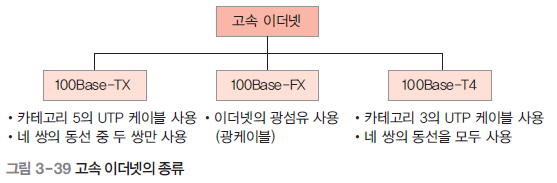 고속 이더넷
100Base-TX
100Base-FX
100Base-T4
• 카테고리 5의 UTP 케이블 사용
• 네 쌍의 동선 중 두 쌍만 사용
• 이더넷의 광섬유 사용
(광케이블)
• 카테고리 3의 UTP 케이블 사용
• 네 쌍의 동선을 모두 사용
그림 3-39 고속 이더넷의 종류